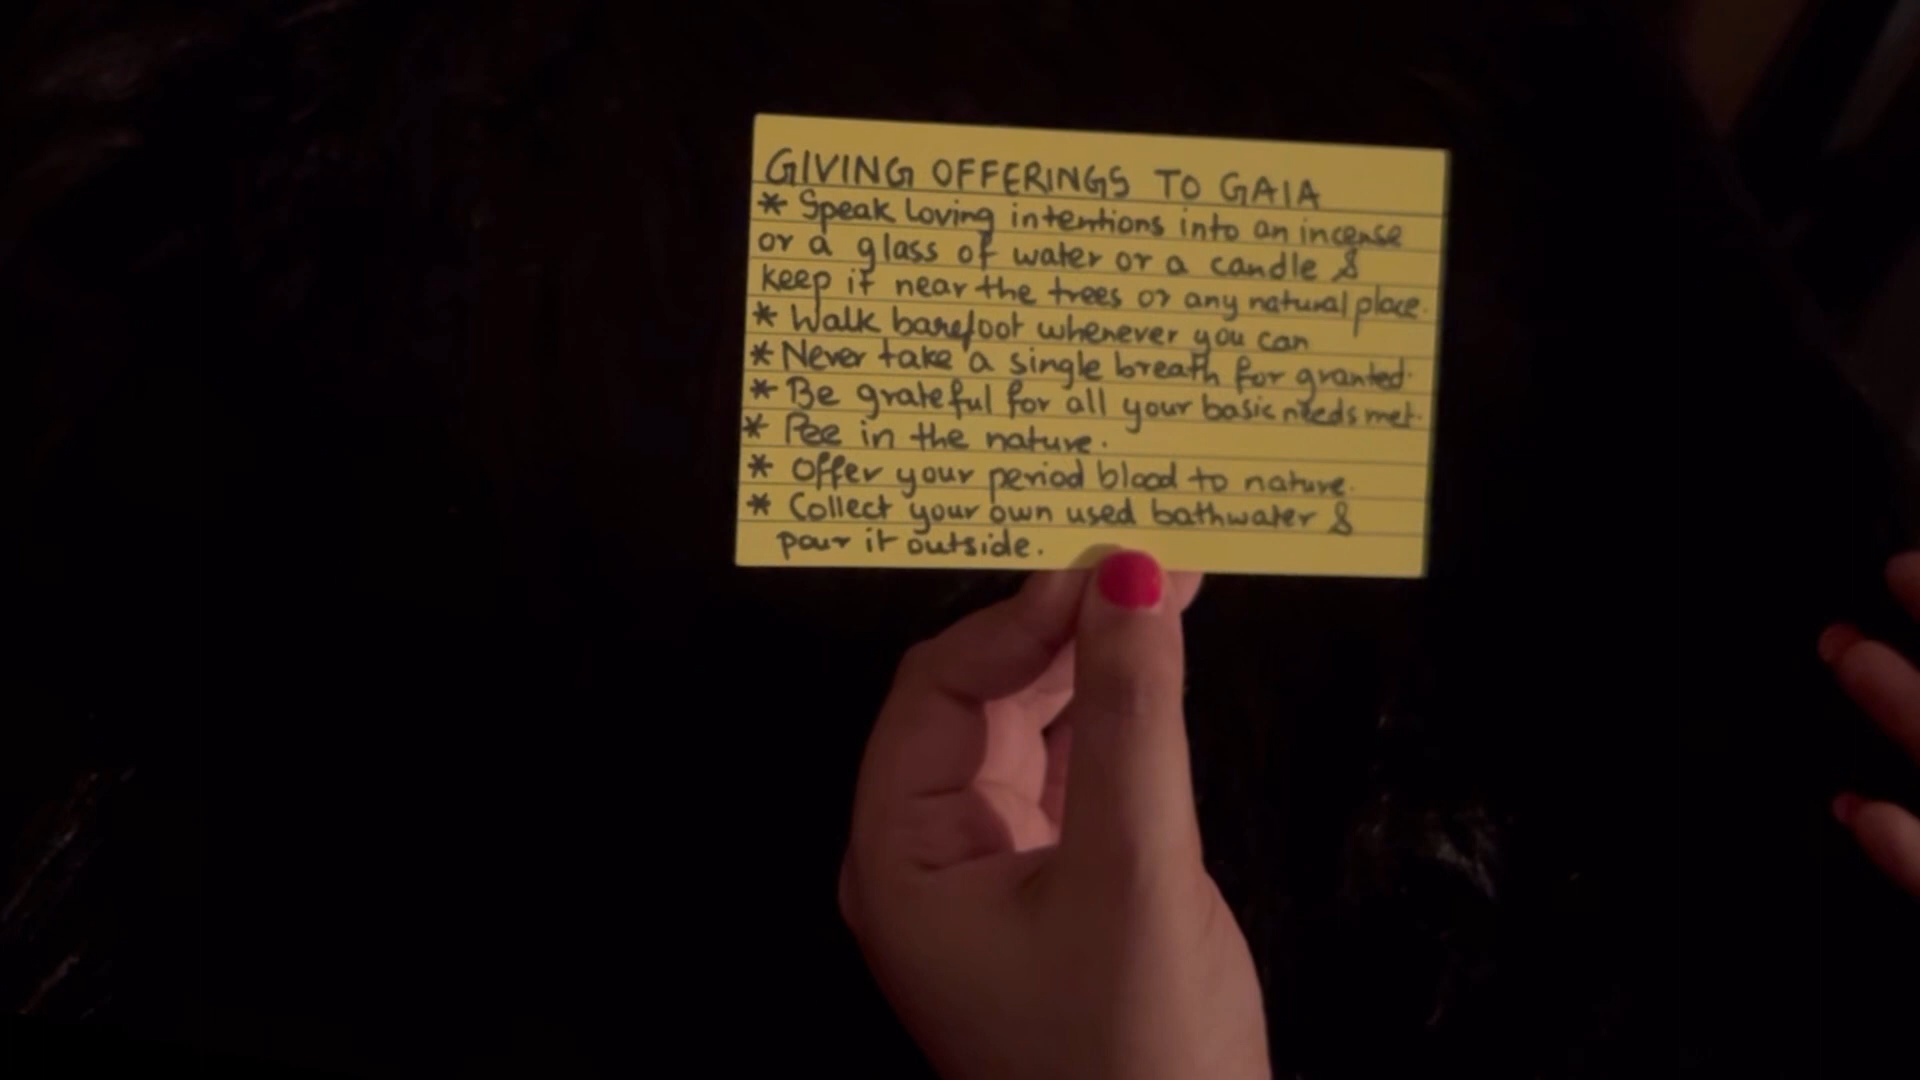 GIVING OFFERINGS TO GAIA
* Speak loving intentions into an incense
or a glass of water or a candle &
keep it near the trees or any natural place.
* Walk barefoot whenever you can
* Never take a single breath for granted.
* Be grateful for all your basic needs met.
* Pee in the nature.
* Offer your period blood to nature.
* Collect your own used bathwater &
pour it outside.